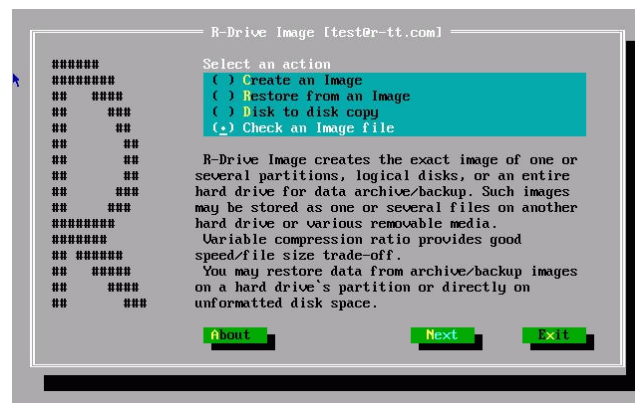 R-Drive Image [test@r-tt.com]
Select an action
( ) Create an Image
( ) Restore from an Image
( ) Disk to disk copy
(•) Check an Image file
R-Drive Image creates the exact image of one or
several partitions, logical disks, or an entire
hard drive for data archive/backup. Such images
may be stored as one or several files on another
hard drive or various removable media.
Variable compression ratio provides good
speed/file size trade-off.
You may restore data from archive/backup images
on a hard drive`s partition or directly on
unformatted disk space.
About Next Exit